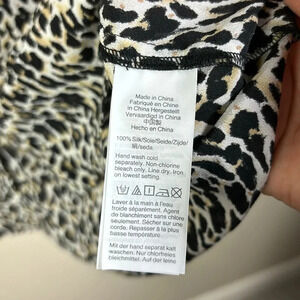 Made in China
Fabriqué en Chine
In China Hergestellt
Vervaardigd in China
中国製
Hecho en China
100% Silk/Soie/Seide/Zijde/
絹/seda.
Hand wash cold
separately. Non-chlorine
bleach only. Line dry. Iron
on lowest setting.
Laver à la main à l'eau
froide séparément. Agent
de blanchiment sans chlore
seulement. Sécher sur une
corde. Repasser à la plus
basse température.
Mit der hand separat kalt
waschen. Nur chlorfreies
bleichmittel. Auf der Leine